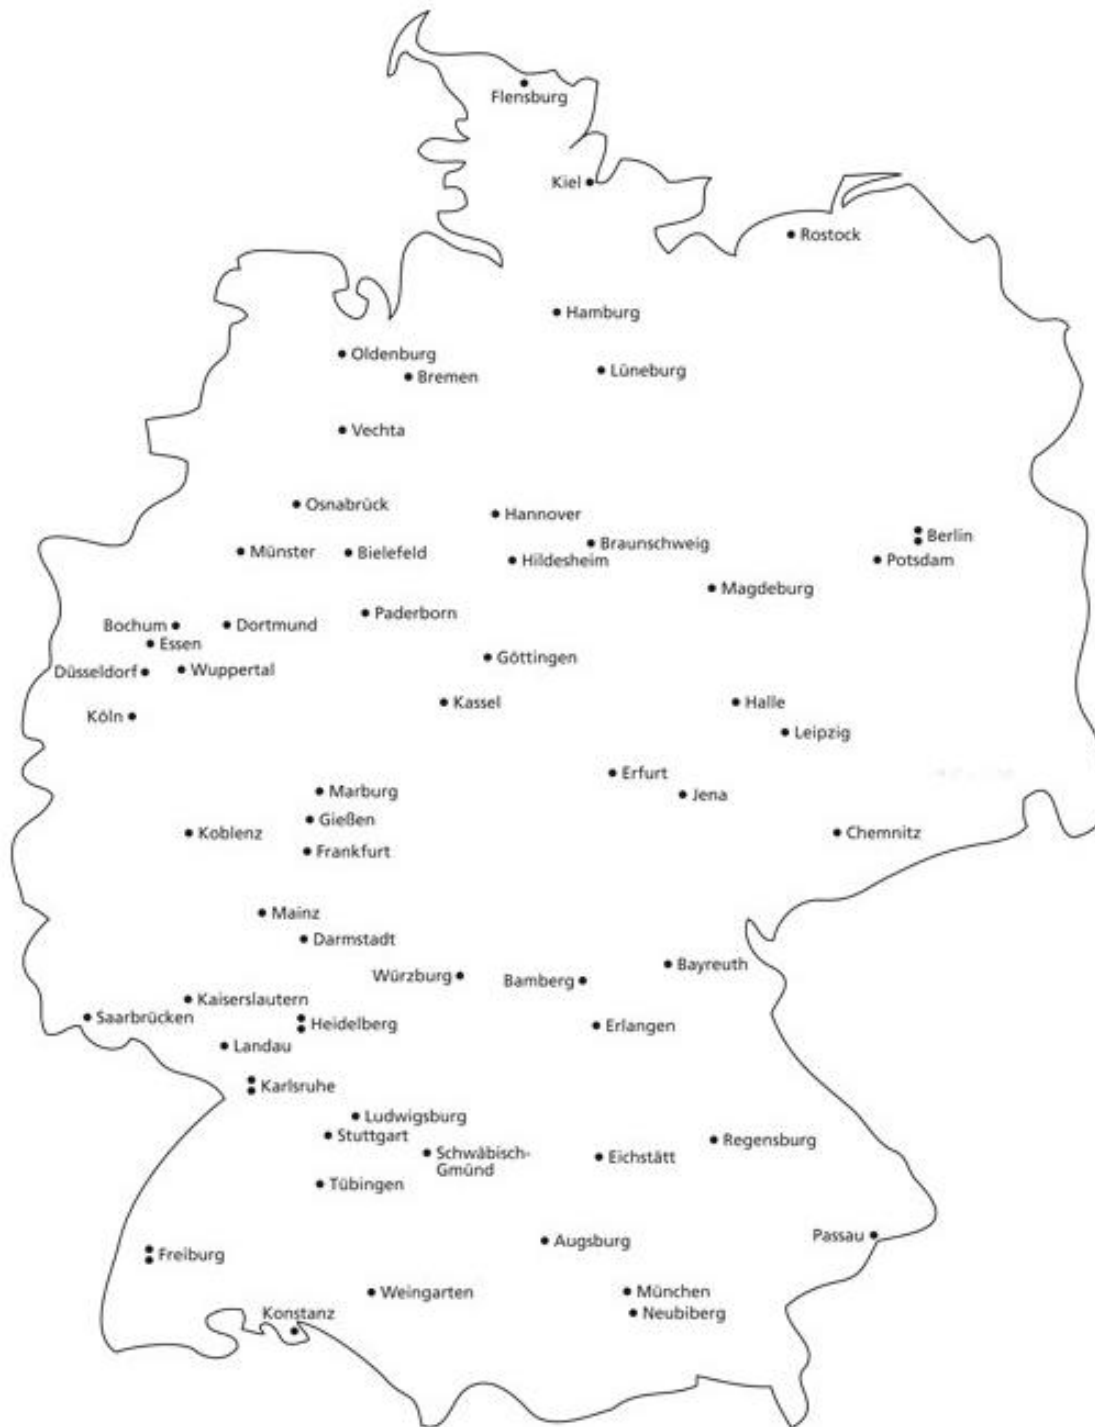 Flensburg
Kiel
Rostock
Hamburg
Oldenburg
Bremen
Lüneburg
Vechta
Osnabrück
Hannover
Berlin
Braunschweig
Münster
Bielefeld
Hildesheim
Potsdam
Magdeburg
Paderborn
Bochum
Dortmund
Essen
Göttingen
Düsseldorf
Wuppertal
Kassel
Halle
Köln
Leipzig
Erfurt
Marburg
Jena
Gießen
Koblenz
Chemnitz
Frankfurt
Mainz
Darmstadt
Bayreuth
Würzburg
Bamberg
Kaiserslautern
Saarbrücken
Heidelberg
Erlangen
Landau
Karlsruhe
Ludwigsburg
Stuttgart
Regensburg
Schwäbisch-
Gmünd
Eichstätt
Tübingen
Passau
Augsburg
Freiburg
Weingarten
München
Konstanz
Neubiberg